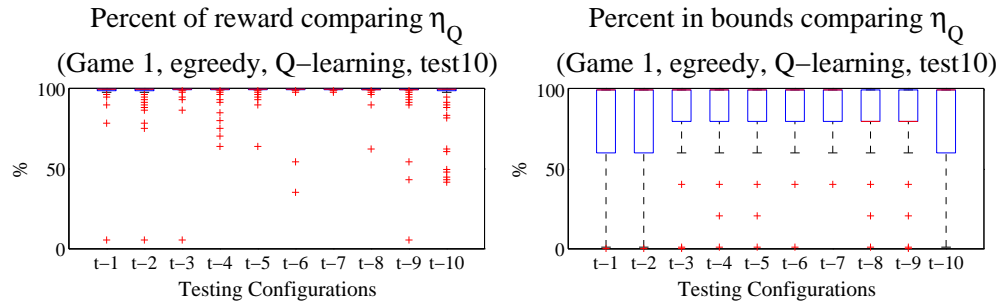 Percent of reward comparing η_Q
(Game 1, egreedy, Q−learning, test10)
100
50
0
%
t−1 t−2 t−3 t−4 t−5 t−6 t−7 t−8 t−9 t−10
Testing Configurations
Percent in bounds comparing η_Q
(Game 1, egreedy, Q−learning, test10)
100
50
0
%
t−1 t−2 t−3 t−4 t−5 t−6 t−7 t−8 t−9 t−10
Testing Configurations